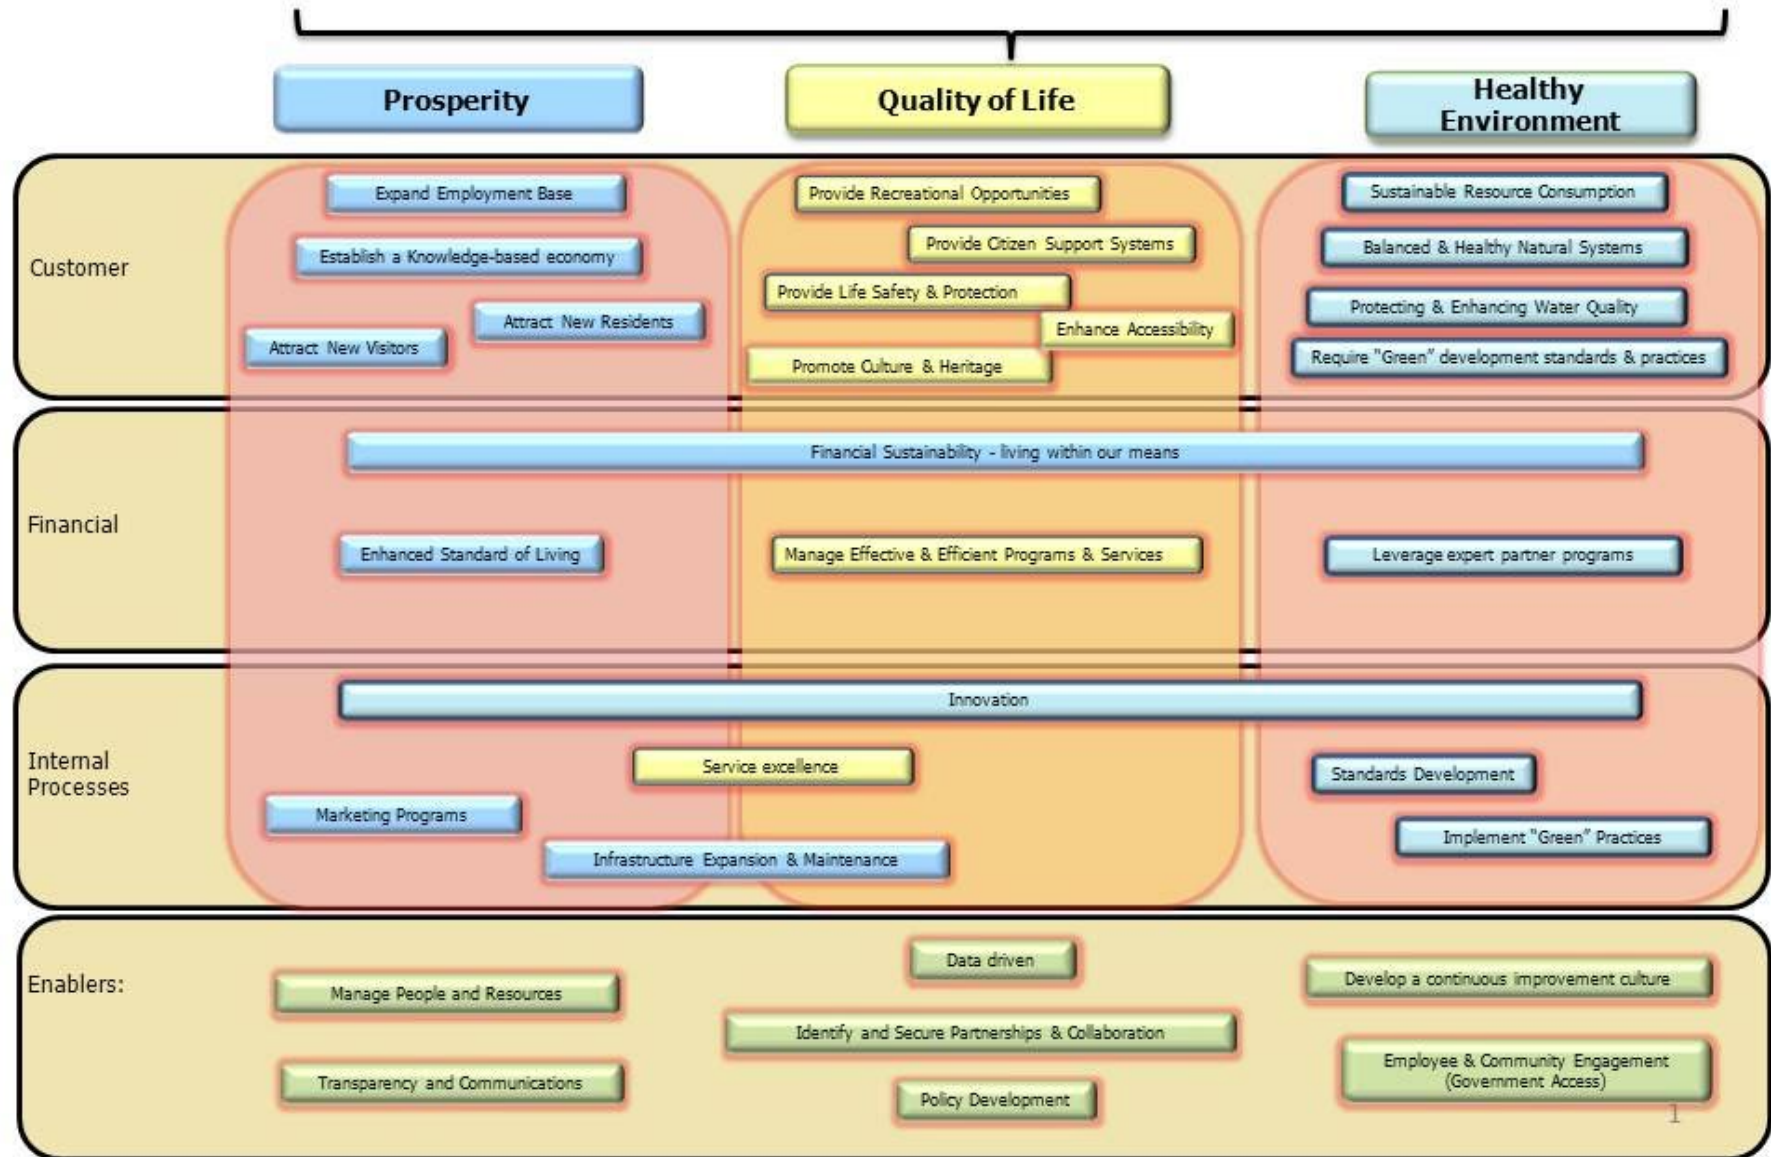 Prosperity
Quality of Life
Healthy
Environment
Customer
Expand Employment Base
Establish a Knowledge-based economy
Attract New Residents
Attract New Visitors
Provide Recreational Opportunities
Provide Citizen Support Systems
Provide Life Safety & Protection
Enhance Accessibility
Promote Culture & Heritage
Sustainable Resource Consumption
Balanced & Healthy Natural Systems
Protecting & Enhancing Water Quality
Require "Green" development standards & practices
Financial
Financial Sustainability - living within our means
Enhanced Standard of Living
Manage Effective & Efficient Programs & Services
Leverage expert partner programs
Internal
Processes
Innovation
Service excellence
Marketing Programs
Infrastructure Expansion & Maintenance
Standards Development
Implement "Green" Practices
Enablers:
Manage People and Resources
Transparency and Communications
Data driven
Identify and Secure Partnerships & Collaboration
Policy Development
Develop a continuous improvement culture
Employee & Community Engagement
(Government Access)
1